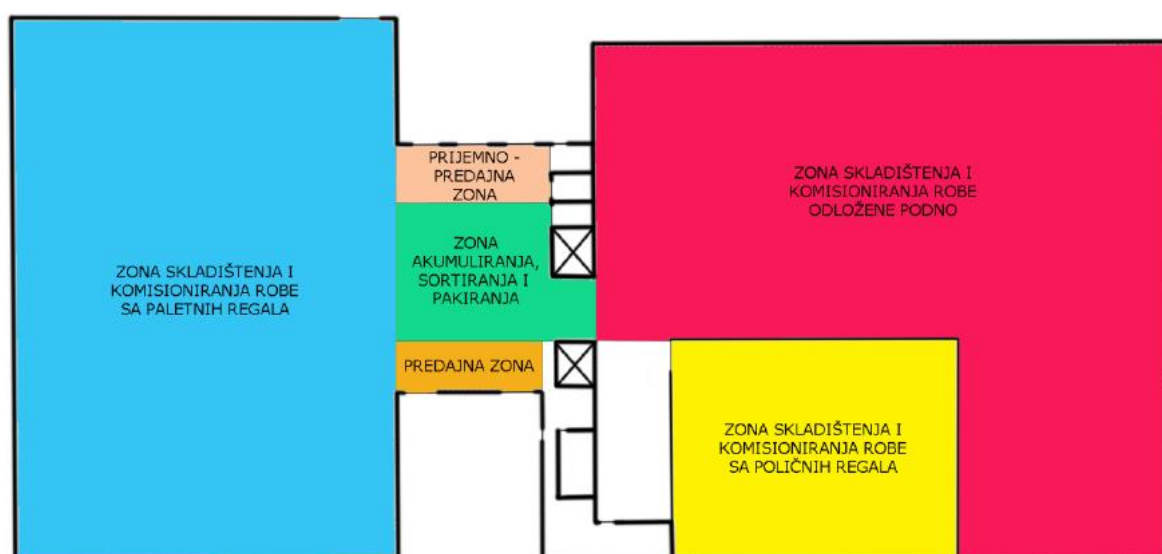 ZONA SKLADIŠTENJA I
KOMISIONIRANJA ROBE
SA PALETNIH REGALA
PRIJEMNO -
PREDAJNA
ZONA
ZONA
AKUMULIRANJA,
SORTIRANJA I
PAKIRANJA
PREDAJNA ZONA
ZONA SKLADIŠTENJA I
KOMISIONIRANJA ROBE
ODLOŽENE PODNO
ZONA SKLADIŠTENJA I
KOMISIONIRANJA ROBE
SA POLIČNIH REGALA